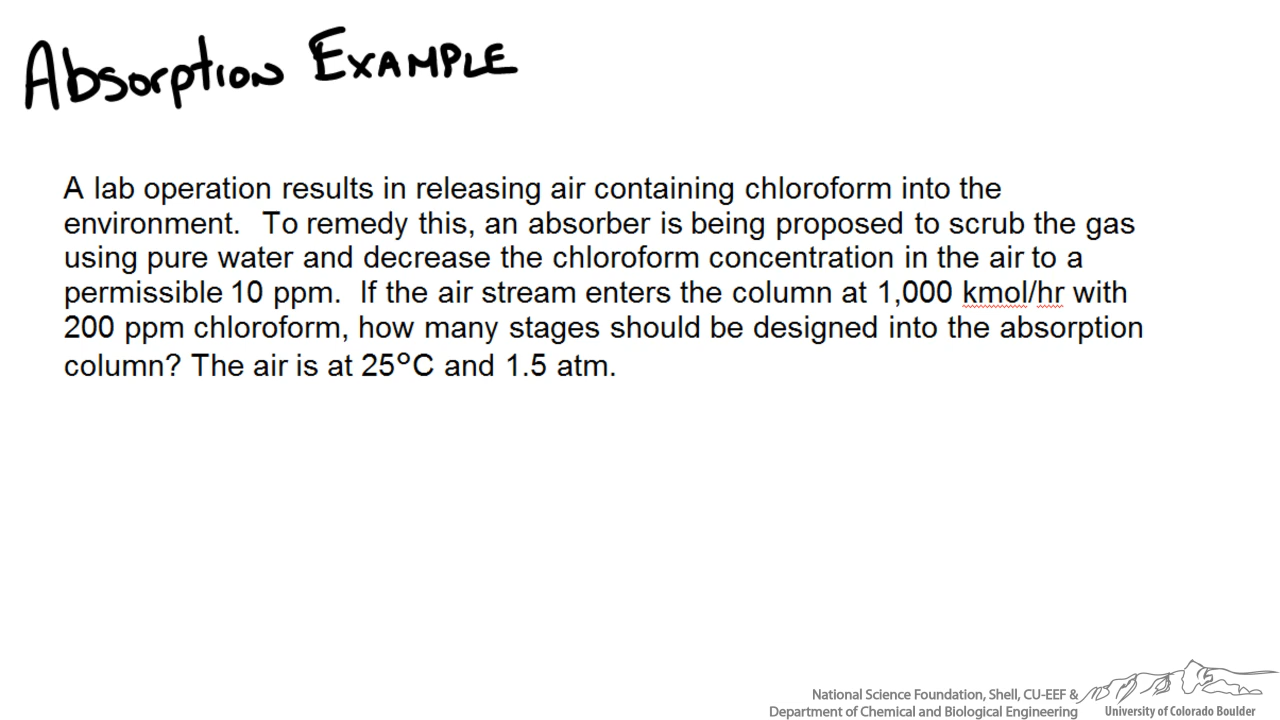 Absorption EXAMPLE
A lab operation results in releasing air containing chloroform into the
environment.  To remedy this, an absorber is being proposed to scrub the gas
using pure water and decrease the chloroform concentration in the air to a
permissible 10 ppm.  If the air stream enters the column at 1,000 kmol/hr with
200 ppm chloroform, how many stages should be designed into the absorption
column? The air is at 25°C and 1.5 atm.
National Science Foundation, Shell, CU-EEF &
Department of Chemical and Biological Engineering
University of Colorado Boulder